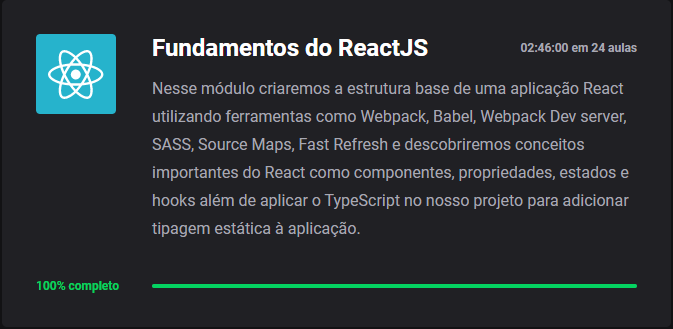 Fundamentos do ReactJS
02:46:00 em 24 aulas
Nesse módulo criaremos a estrutura base de uma aplicação React
utilizando ferramentas como Webpack, Babel, Webpack Dev server,
SASS, Source Maps, Fast Refresh e descobriremos conceitos
importantes do React como componentes, propriedades, estados e
hooks além de aplicar o TypeScript no nosso projeto para adicionar
tipagem estática à aplicação.
100% completo